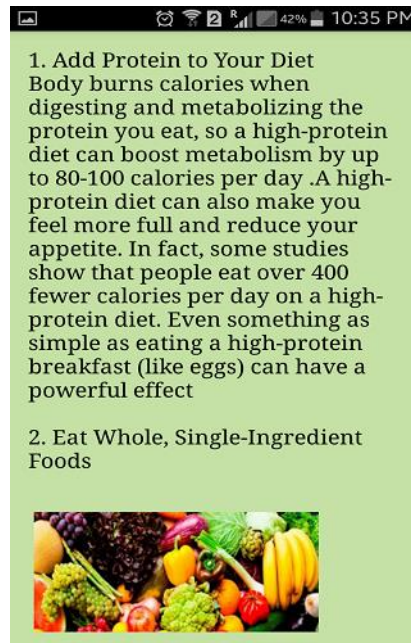 2 R 42% 10:35 PM
1. Add Protein to Your Diet
Body burns calories when
digesting and metabolizing the
protein you eat, so a high-protein
diet can boost metabolism by up
to 80-100 calories per day .A high-
protein diet can also make you
feel more full and reduce your
appetite. In fact, some studies
show that people eat over 400
fewer calories per day on a high-
protein diet. Even something as
simple as eating a high-protein
breakfast (like eggs) can have a
powerful effect
2. Eat Whole, Single-Ingredient
Foods